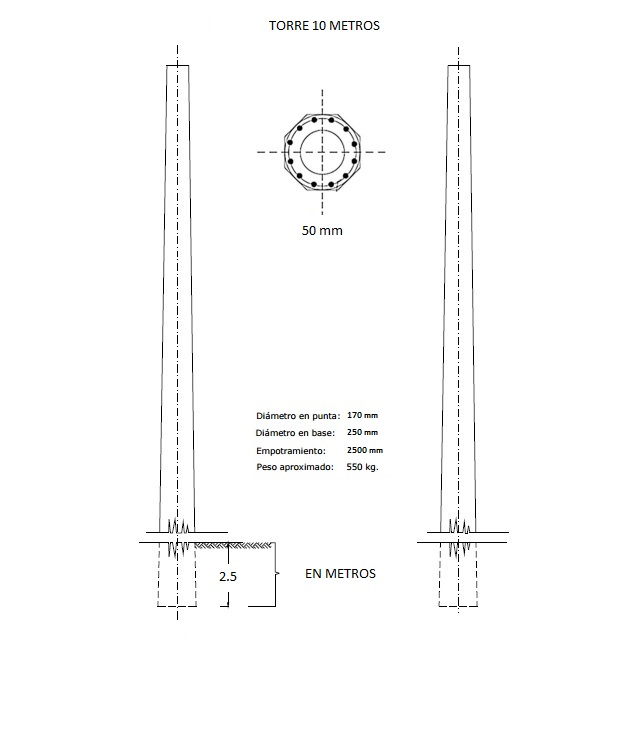 TORRE 10 METROS
50 mm
Diámetro en punta: 170 mm
Diámetro en base: 250 mm
Empotramiento: 2500 mm
Peso aproximado: 550 kg.
2.5
EN METROS